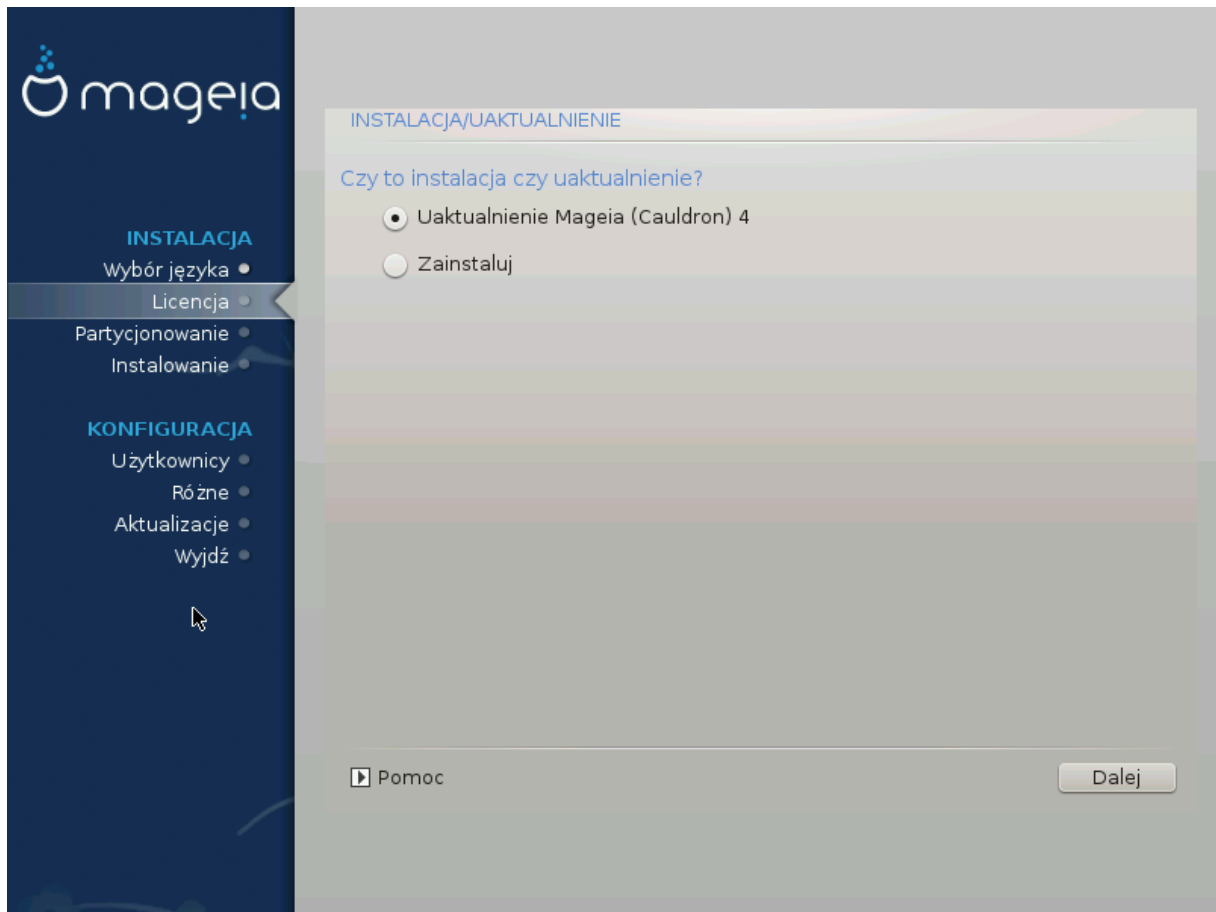 mageia
INSTALACJA
Wybór języka
Licencja
Partycjonowanie
Instalowanie
KONFIGURACJA
Użytkownicy
Różne
Aktualizacje
Wyjdź
INSTALACJA/UAKTUALNIENIE
Czy to instalacja czy uaktualnienie?
Uaktualnienie Mageia (Cauldron) 4
Zainstaluj
Pomoc
Dalej